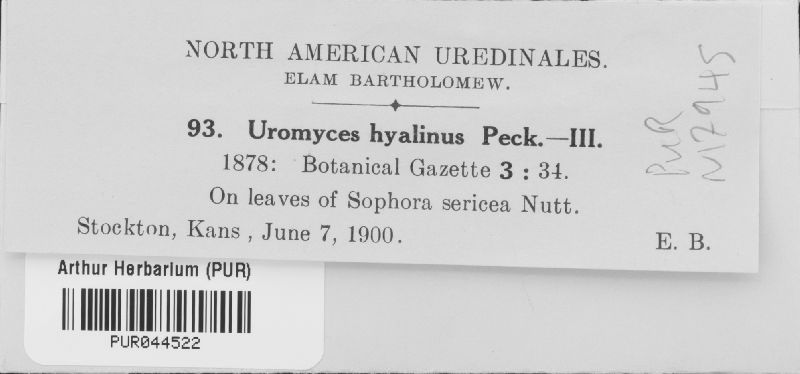 NORTH AMERICAN UREDINALES.
ELAM BARTHOLOMEW.
93. Uromyces hyalinus Peck.—III.
1878: Botanical Gazette 3 : 34.
On leaves of Sophora sericea Nutt.
Stockton, Kans , June 7, 1900.
E. B.
PUR
N17945
Arthur Herbarium (PUR)
PUR044522